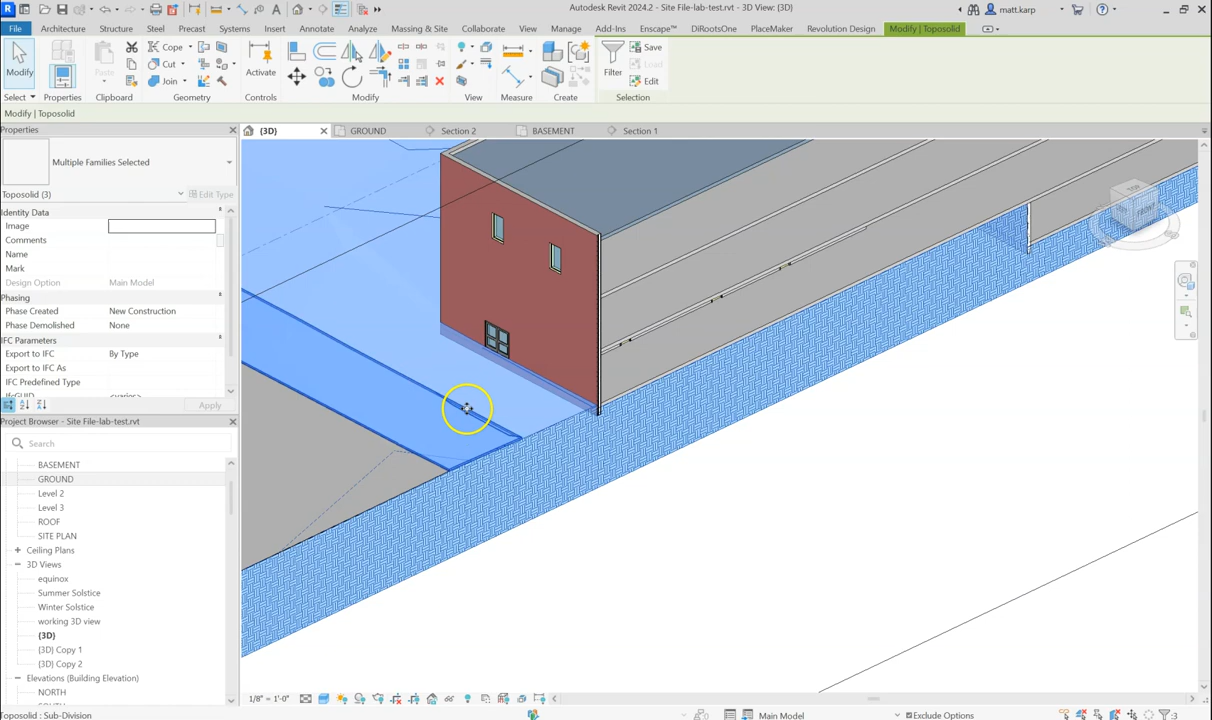 Autodesk Revit 2024.2 - Site File-lab-test.rvt - 3D View: {3D}
matt.karp
File Architecture Structure Steel Precast Systems Insert Annotate Analyze Massing & Site Collaborate View Manage Add-Ins Enscape™ DiRootsOne PlaceMaker Revolution Design Modify | Toposolid
Modify Paste Cope Cut Join Activate Filter Save Load Edit
Select Properties Clipboard Geometry Controls Modify View Measure Create Selection
Modify | Toposolid
Properties
{3D} GROUND Section 2 BASEMENT Section 1
Multiple Families Selected
Toposolid (3) Edit Type
Identity Data
Image
Comments
Name
Mark
Design Option Main Model
Phasing
Phase Created New Construction
Phase Demolished None
IFC Parameters
Export to IFC By Type
Export to IFC As
IFC Predefined Type
Apply
Project Browser - Site File-lab-test.rvt
Search
BASEMENT
GROUND
Level 2
Level 3
ROOF
SITE PLAN
Ceiling Plans
3D Views
equinox
Summer Solstice
Winter Solstice
working 3D view
{3D}
{3D} Copy 1
{3D} Copy 2
Elevations (Building Elevation)
NORTH
TOP
FRONT
1/8" = 1'-0"
Toposolid : Sub-Division
Main Model
Exclude Options
:3